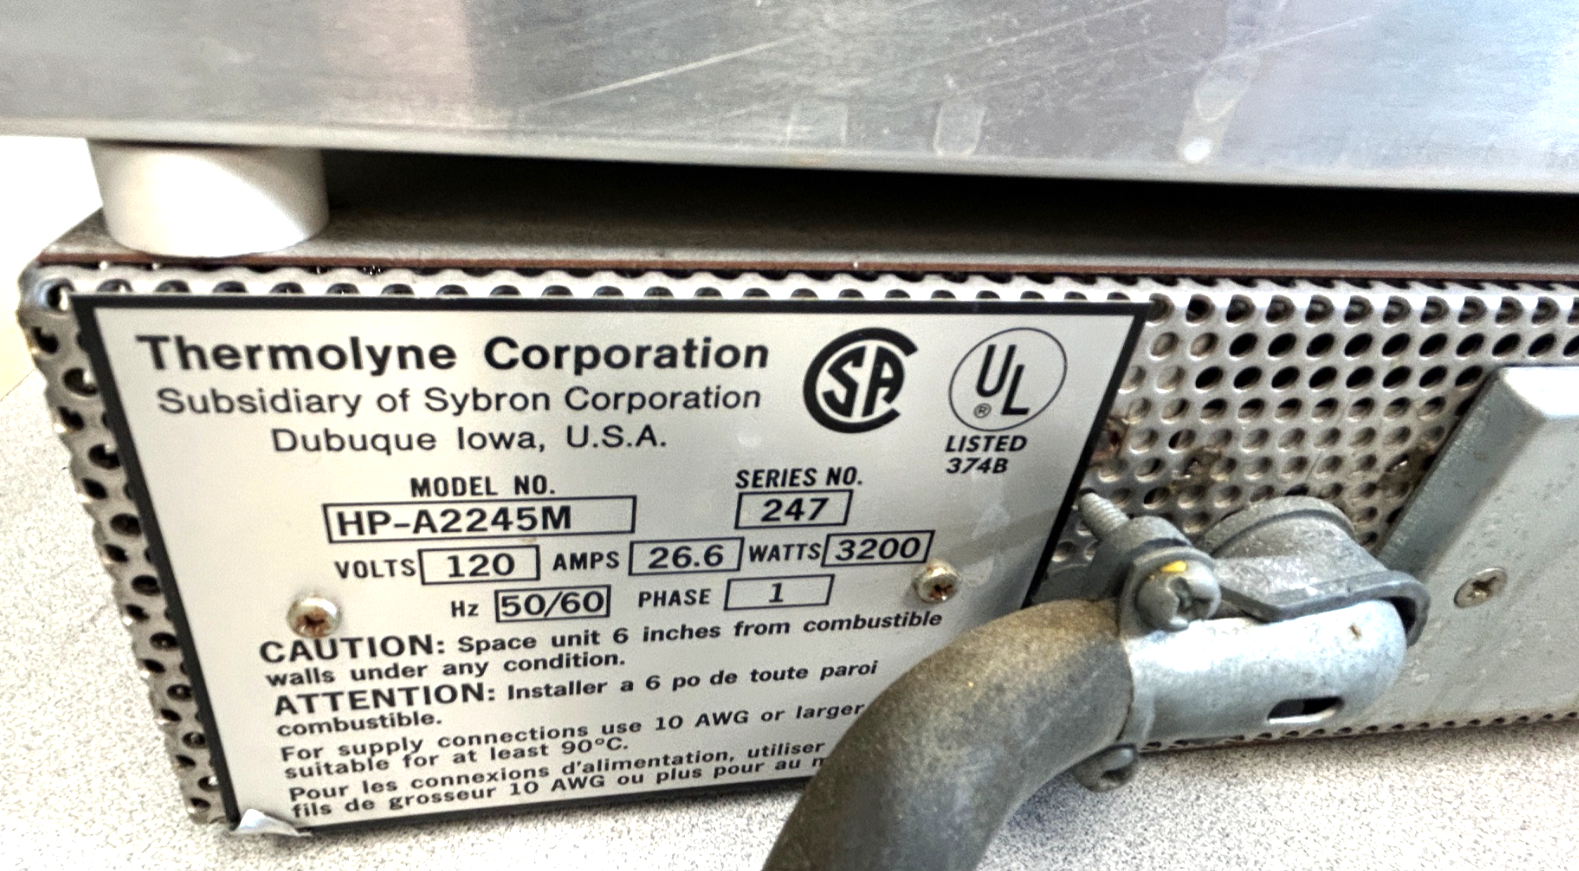 Thermolyne Corporation
Subsidiary of Sybron Corporation
Dubuque Iowa, U.S.A.
SA
UL
®
LISTED
374B
MODEL NO.
HP-A2245M
SERIES NO.
247
VOLTS 120 AMPS 26.6 WATTS 3200
Hz 50/60 PHASE 1
CAUTION: Space unit 6 inches from combustible
walls under any condition.
ATTENTION: Installer a 6 po de toute paroi
combustible.
For supply connections use 10 AWG or larger
suitable for at least 90°C.
Pour les connexions d'alimentation, utiliser
fils de grosseur 10 AWG ou plus pour au